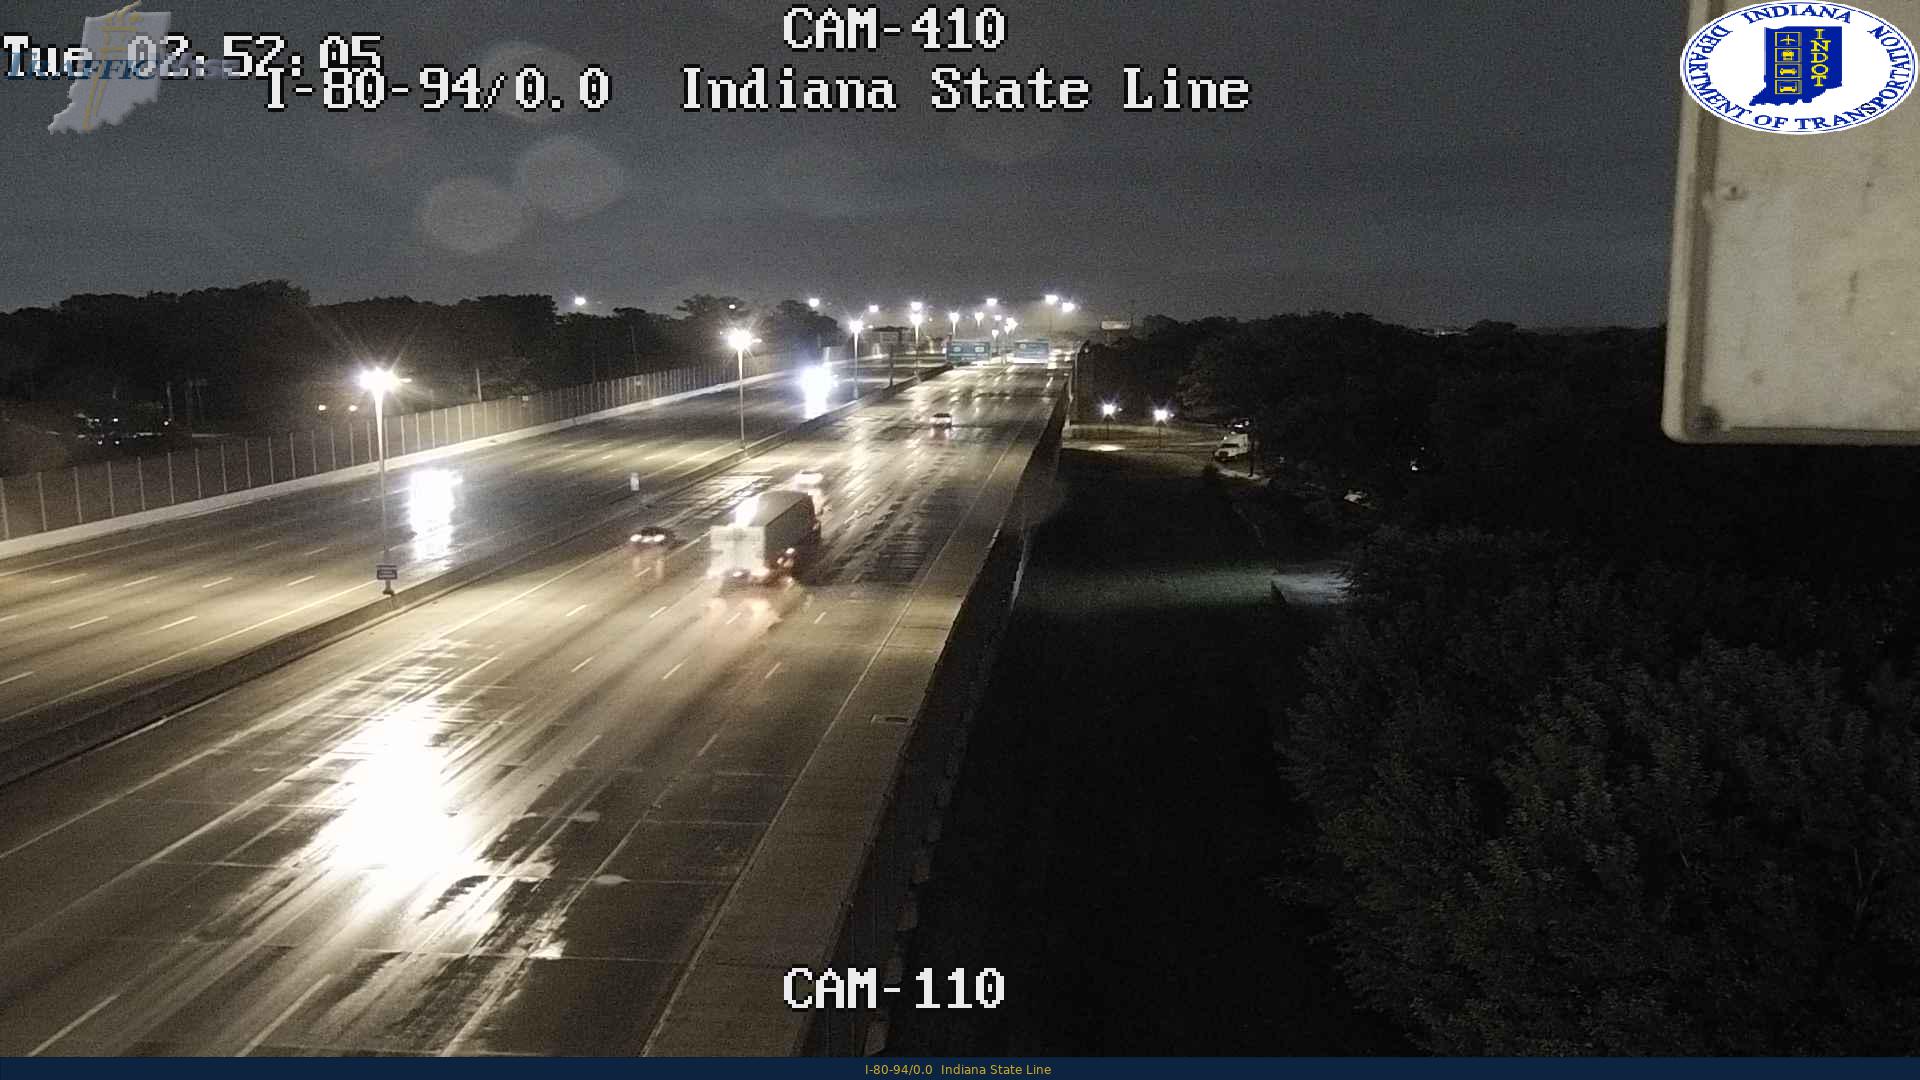 CAM-410
Tue 02:52:05
TRAFFICWISE
I-80-94/0.0 Indiana State Line
INDIANA
DEPARTMENT OF TRANSPORTATION
INDOT
CAM-110
I-80-94/0.0 Indiana State Line